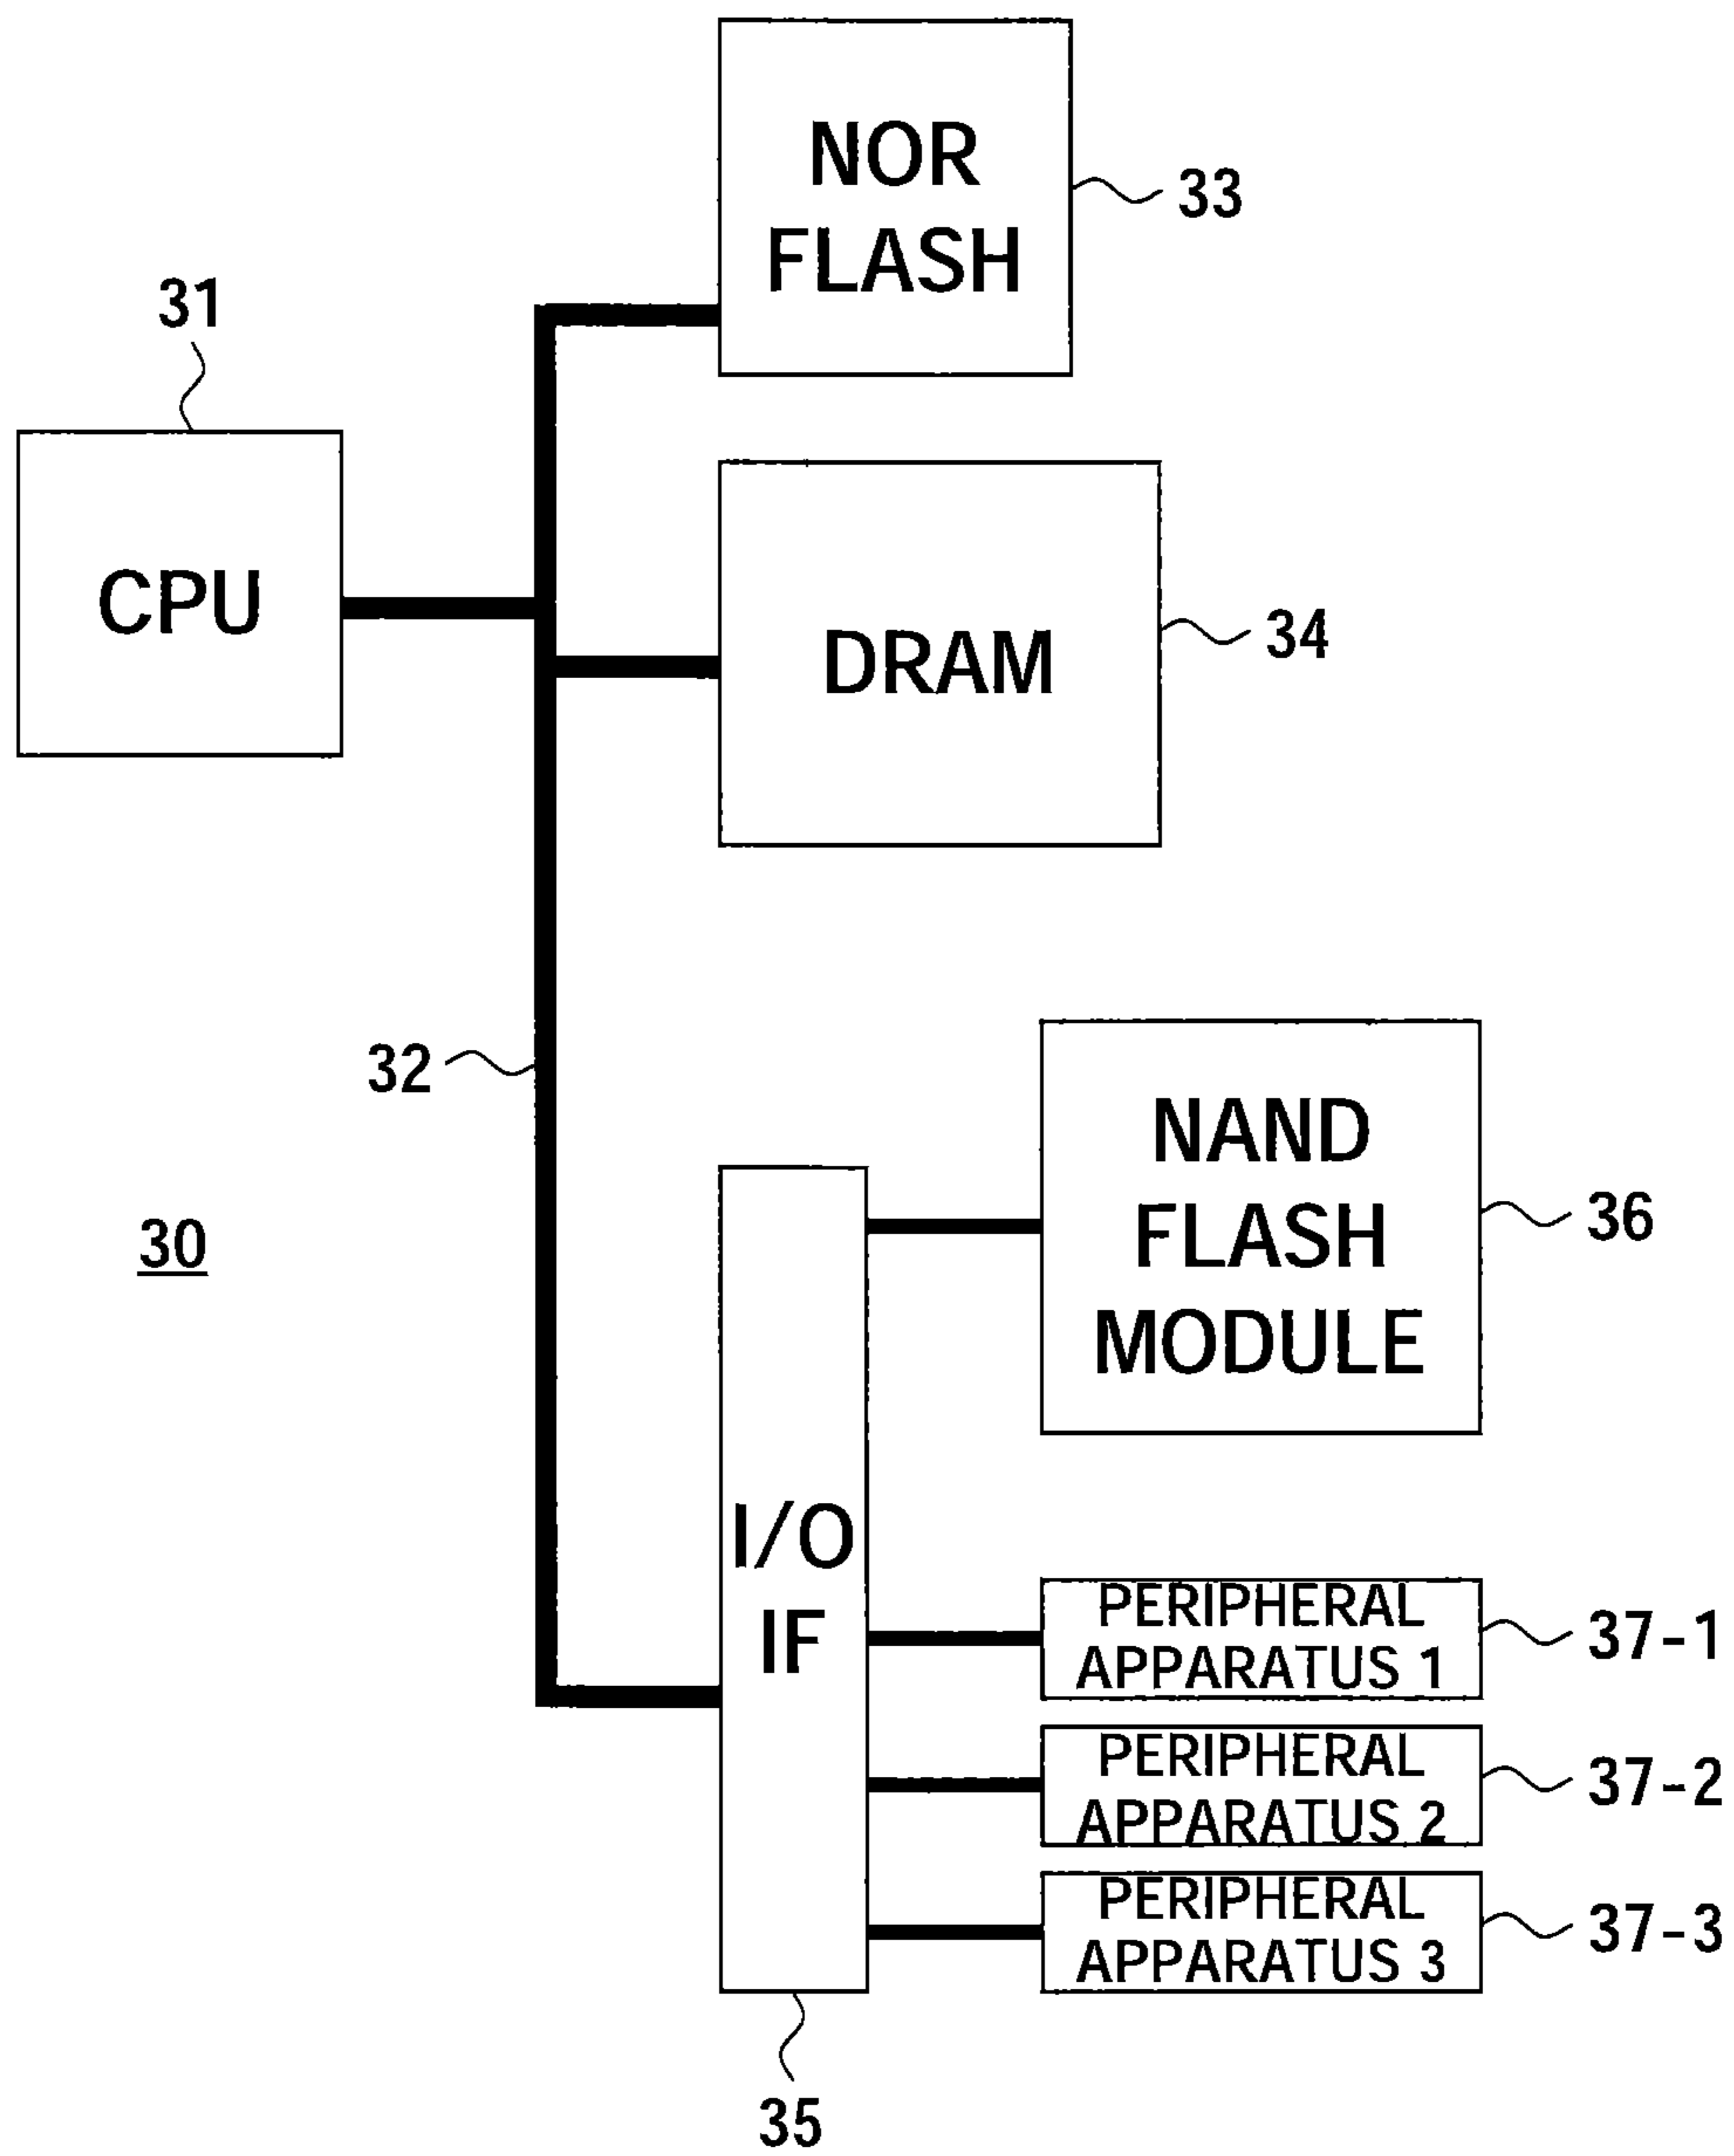 NOR
FLASH
33
31
CPU
DRAM
34
32
NAND
FLASH
MODULE
36
30
I/O
IF
PERIPHERAL
APPARATUS 1
37-1
PERIPHERAL
APPARATUS 2
37-2
PERIPHERAL
APPARATUS 3
37-3
35